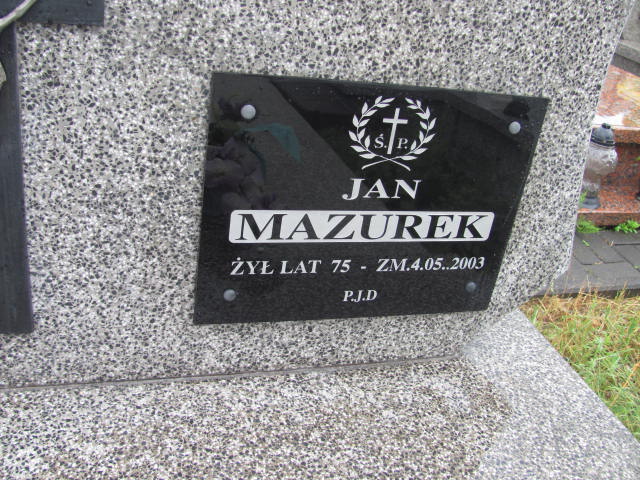 Ś. P.
JAN
MAZUREK
ŻYŁ LAT 75 - ZM.4.05..2003
P.J.D